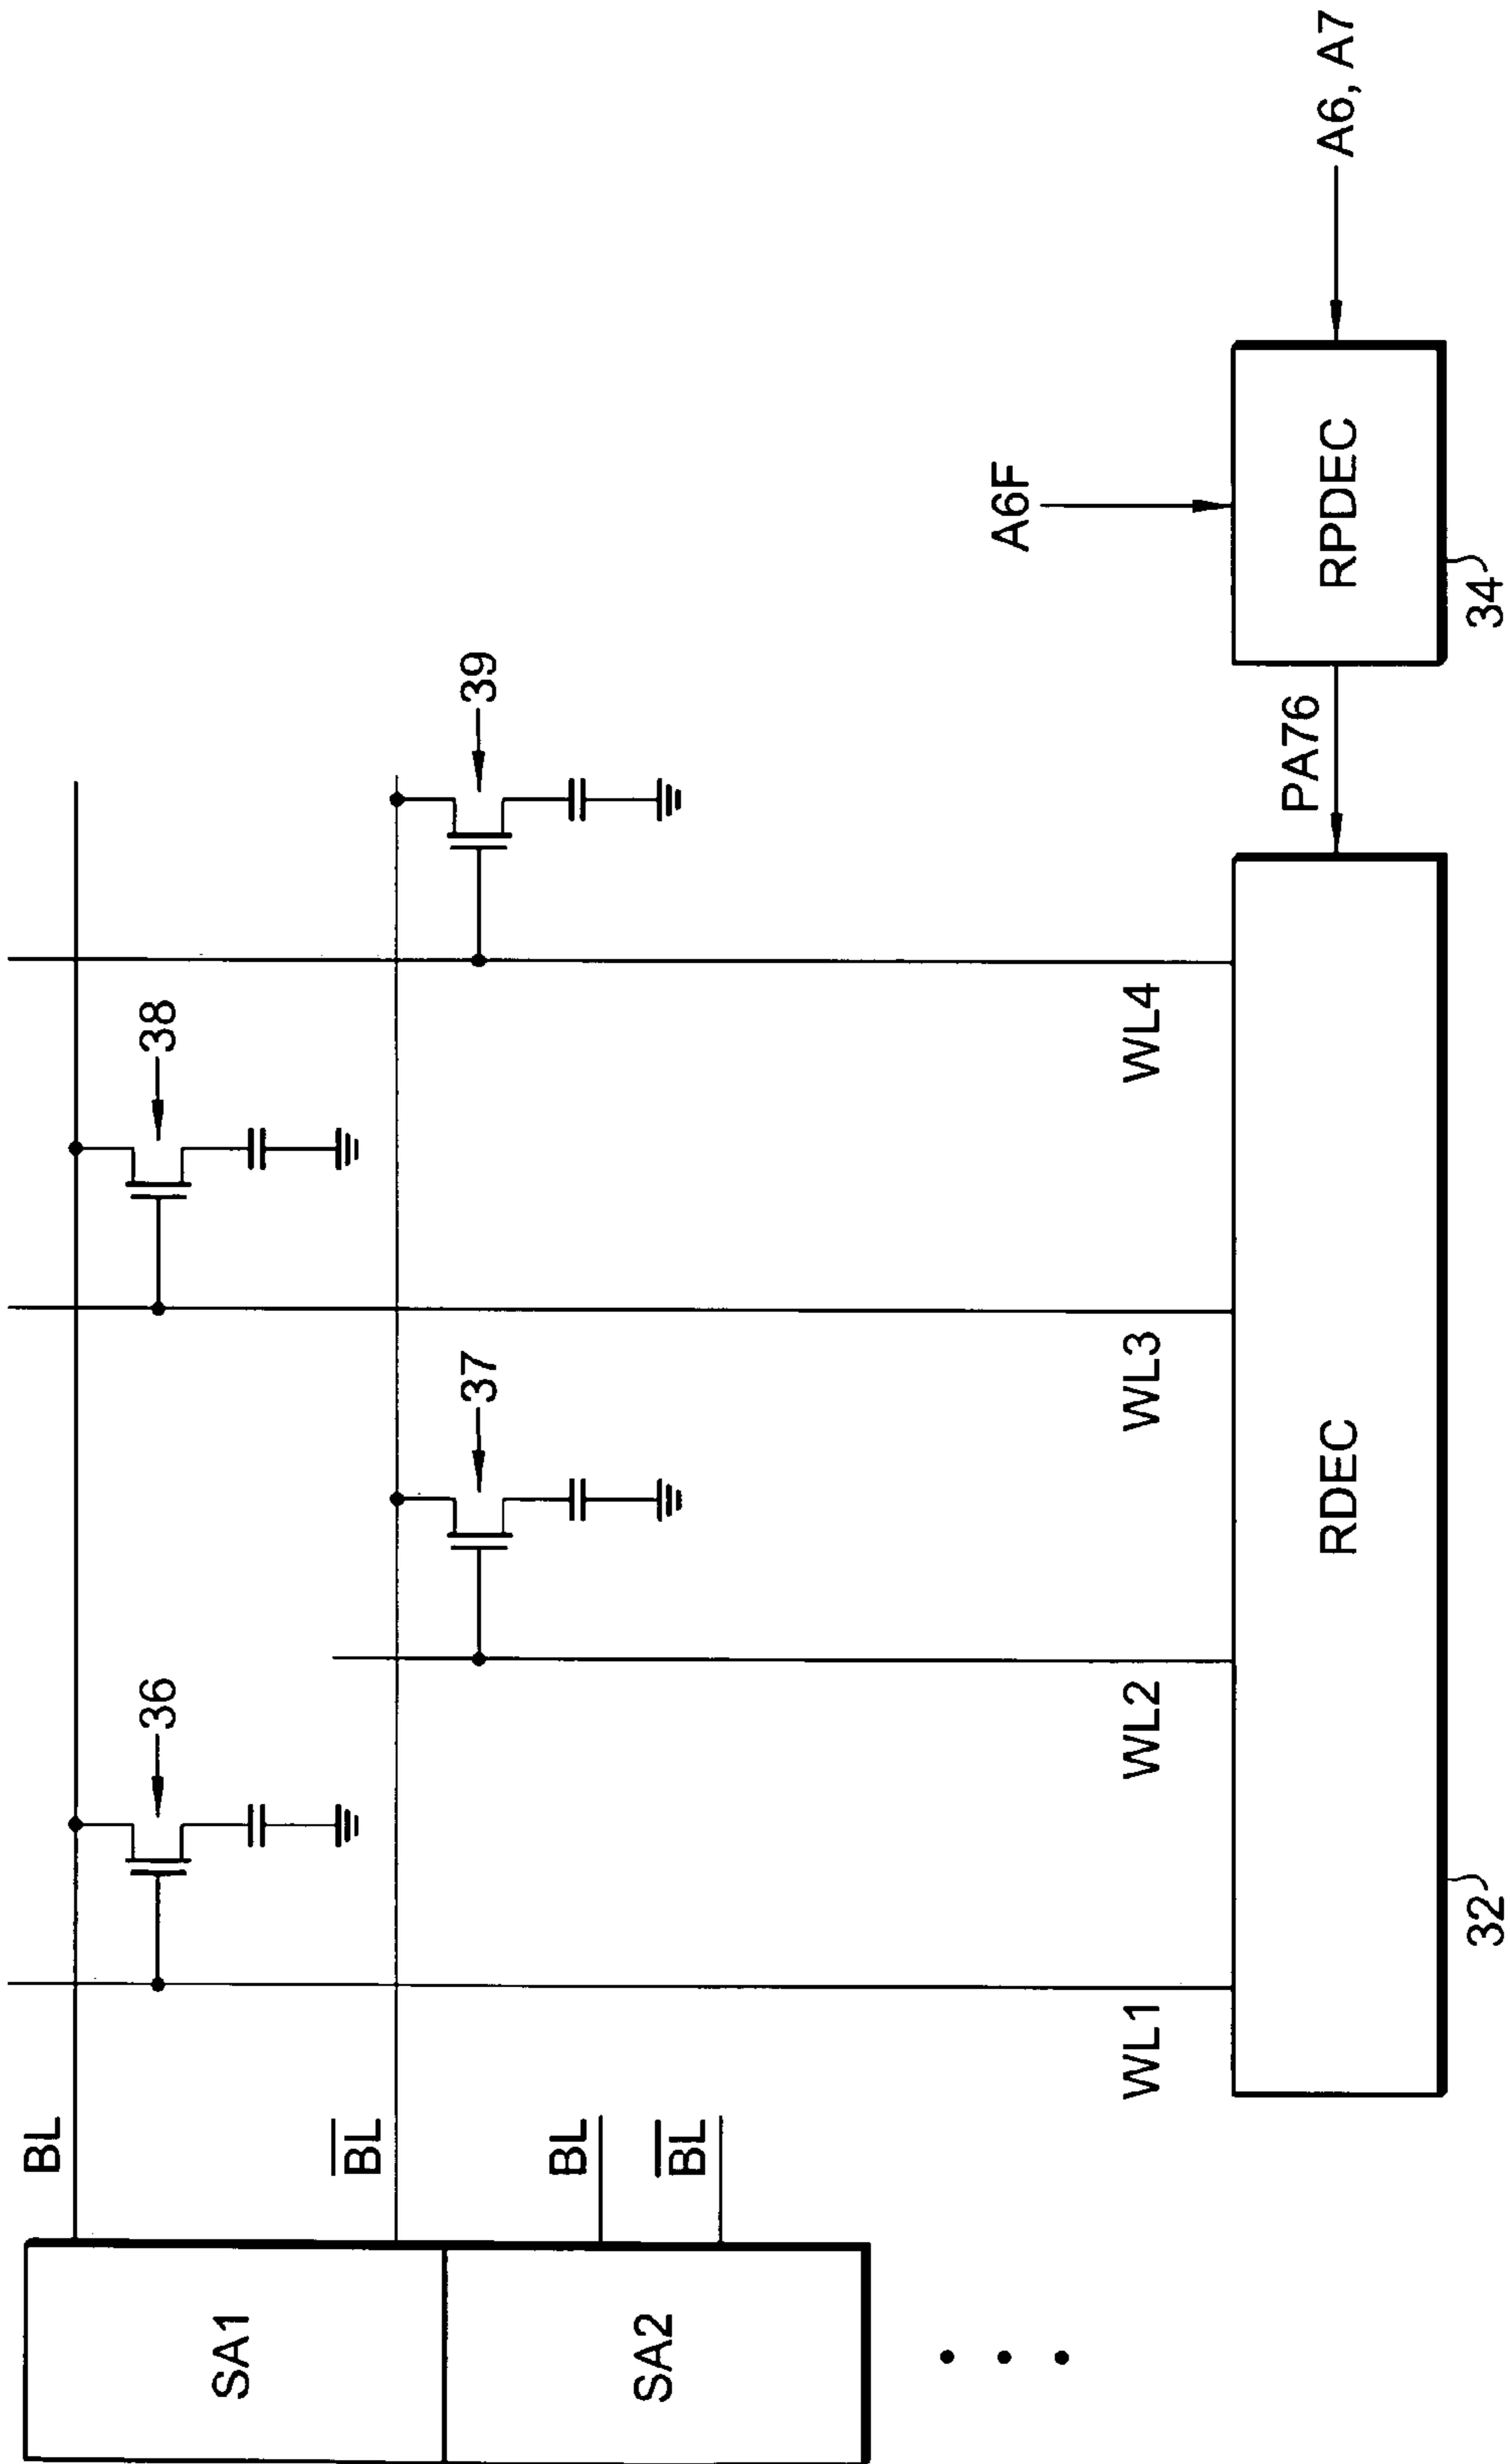 SA1
SA2
BL
BL
BL
BL
36
37
38
39
WL1
WL2
WL3
WL4
RDEC
32
PA76
RPDEC
34
A6F
A6, A7